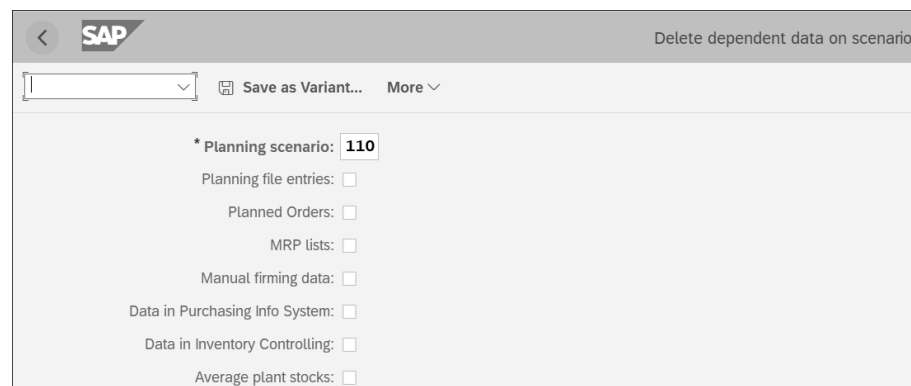 SAP
Delete dependent data on scenario
Save as Variant... More
* Planning scenario: 110
Planning file entries:
Planned Orders:
MRP lists:
Manual firming data:
Data in Purchasing Info System:
Data in Inventory Controlling:
Average plant stocks: